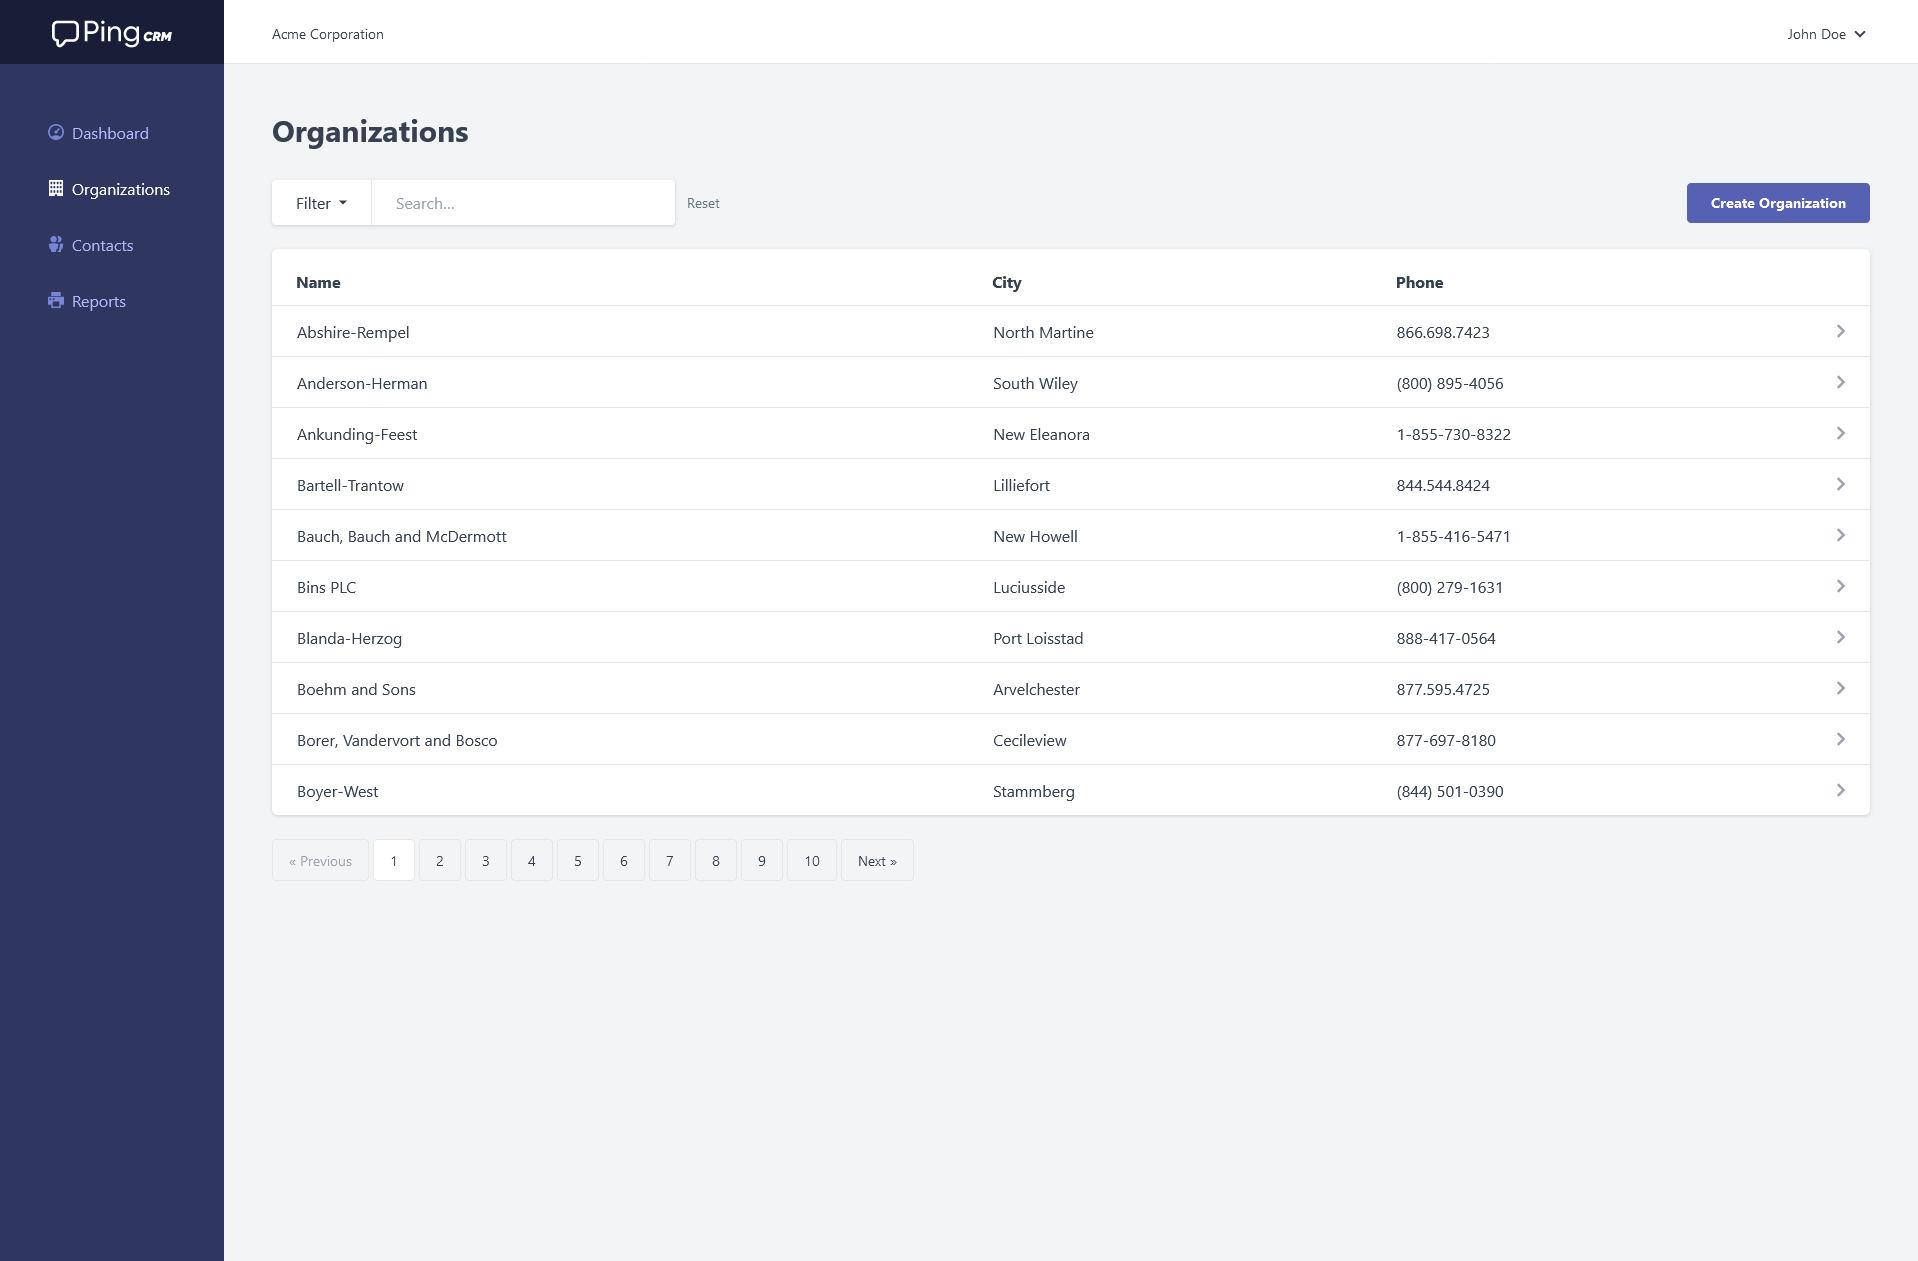 Ping CRM
Acme Corporation
John Doe
Dashboard
Organizations
Contacts
Reports
Organizations
Filter
Search...
Reset
Create Organization
Name City Phone
Abshire-Rempel North Martine 866.698.7423
Anderson-Herman South Wiley (800) 895-4056
Ankunding-Feest New Eleanora 1-855-730-8322
Bartell-Trantow Lilliefort 844.544.8424
Bauch, Bauch and McDermott New Howell 1-855-416-5471
Bins PLC Luciusside (800) 279-1631
Blanda-Herzog Port Loisstad 888-417-0564
Boehm and Sons Arvelchester 877.595.4725
Borer, Vandervort and Bosco Cecileview 877-697-8180
Boyer-West Stammberg (844) 501-0390
« Previous 1 2 3 4 5 6 7 8 9 10 Next »